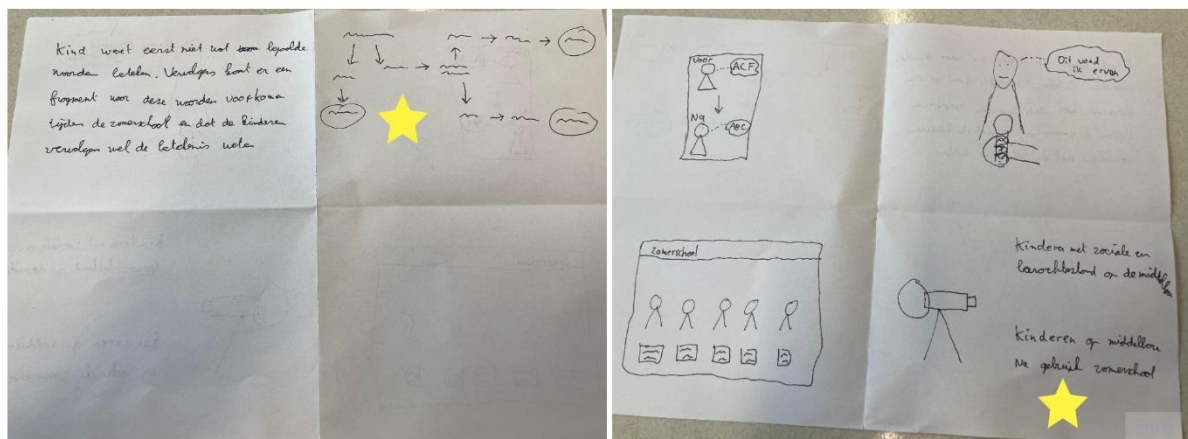 Kind weet eerst niet wat bepaalde
woorden beteken. Vervolgens komt er een
fragment waar deze woorden voorkomen
tijdens de zomerschool en dat de kinderen
vervolgens wel de betekenis weten
Voor
ACF
Na
ABC
Dit vond
ik ervan
Zomerschool
Kinderen met sociale en
op de middelbare
Kinderen op middelbare
Na gebruik zomerschool